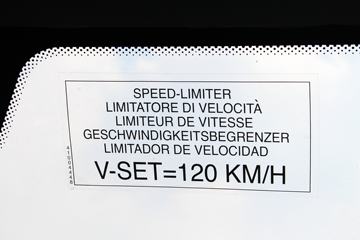 SPEED-LIMITER
LIMITATORE DI VELOCITÀ
LIMITEUR DE VITESSE
GESCHWINDIGKEITSBEGRENZER
LIMITADOR DE VELOCIDAD
V-SET=120 KM/H